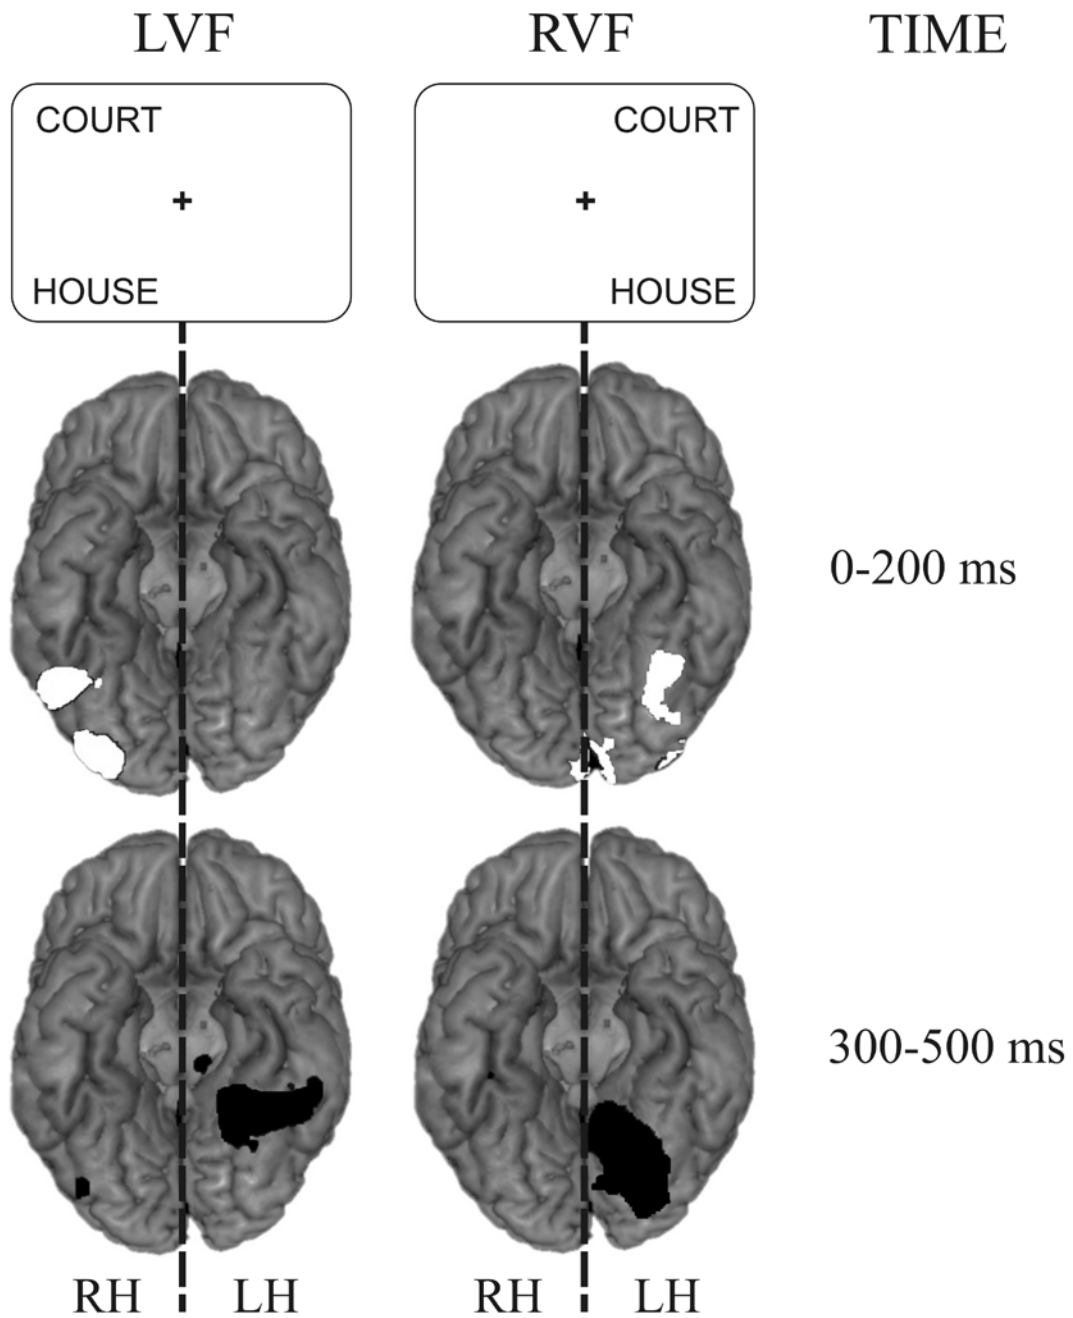 LVF RVF TIME
COURT COURT
+ +
HOUSE HOUSE
0-200 ms
300-500 ms
RH LH RH LH